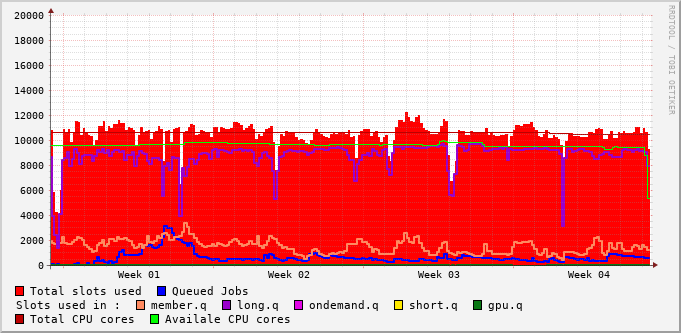 20000
18000
16000
14000
12000
10000
8000
6000
4000
2000
0
Week 01 Week 02 Week 03 Week 04
RRDTOOL / TOBI OETIKER
Total slots used Queued Jobs
Slots used in : member.q long.q ondemand.q short.q gpu.q
Total CPU cores Availale CPU cores